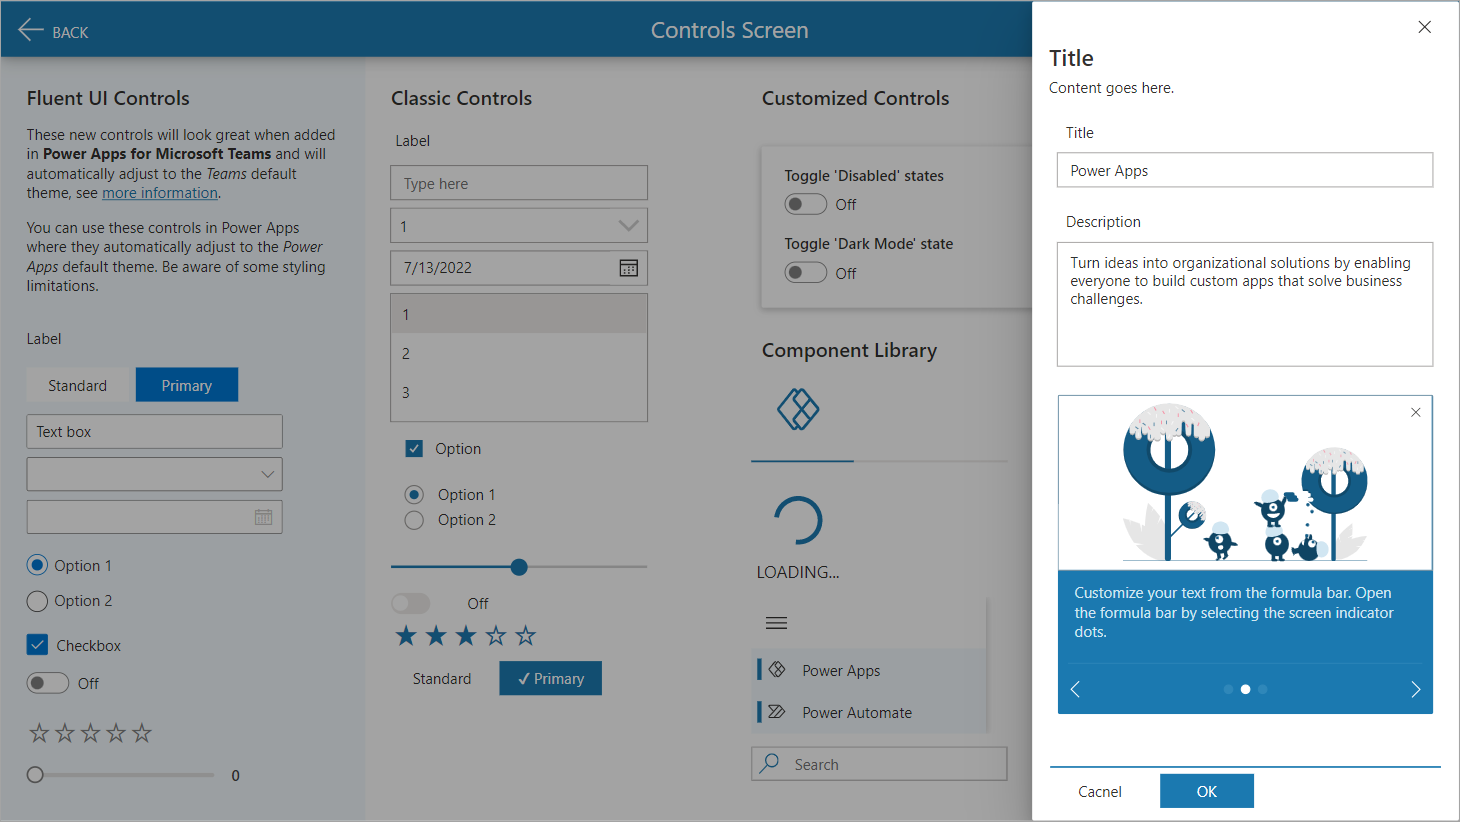 BACK
Controls Screen
Fluent UI Controls
These new controls will look great when added
in Power Apps for Microsoft Teams and will
automatically adjust to the Teams default
theme, see more information.
You can use these controls in Power Apps
where they automatically adjust to the Power
Apps default theme. Be aware of some styling
limitations.
Label
Standard
Primary
Text box
Option 1
Option 2
Checkbox
Off
0
Classic Controls
Label
Type here
1
7/13/2022
1
2
3
Option
Option 1
Option 2
Off
Standard
Primary
Customized Controls
Toggle 'Disabled' states
Off
Toggle 'Dark Mode' state
Off
Component Library
LOADING...
Power Apps
Power Automate
Search
Title
Content goes here.
Title
Power Apps
Description
Turn ideas into organizational solutions by enabling
everyone to build custom apps that solve business
challenges.
Customize your text from the formula bar. Open
the formula bar by selecting the screen indicator
dots.
Cacnel
OK